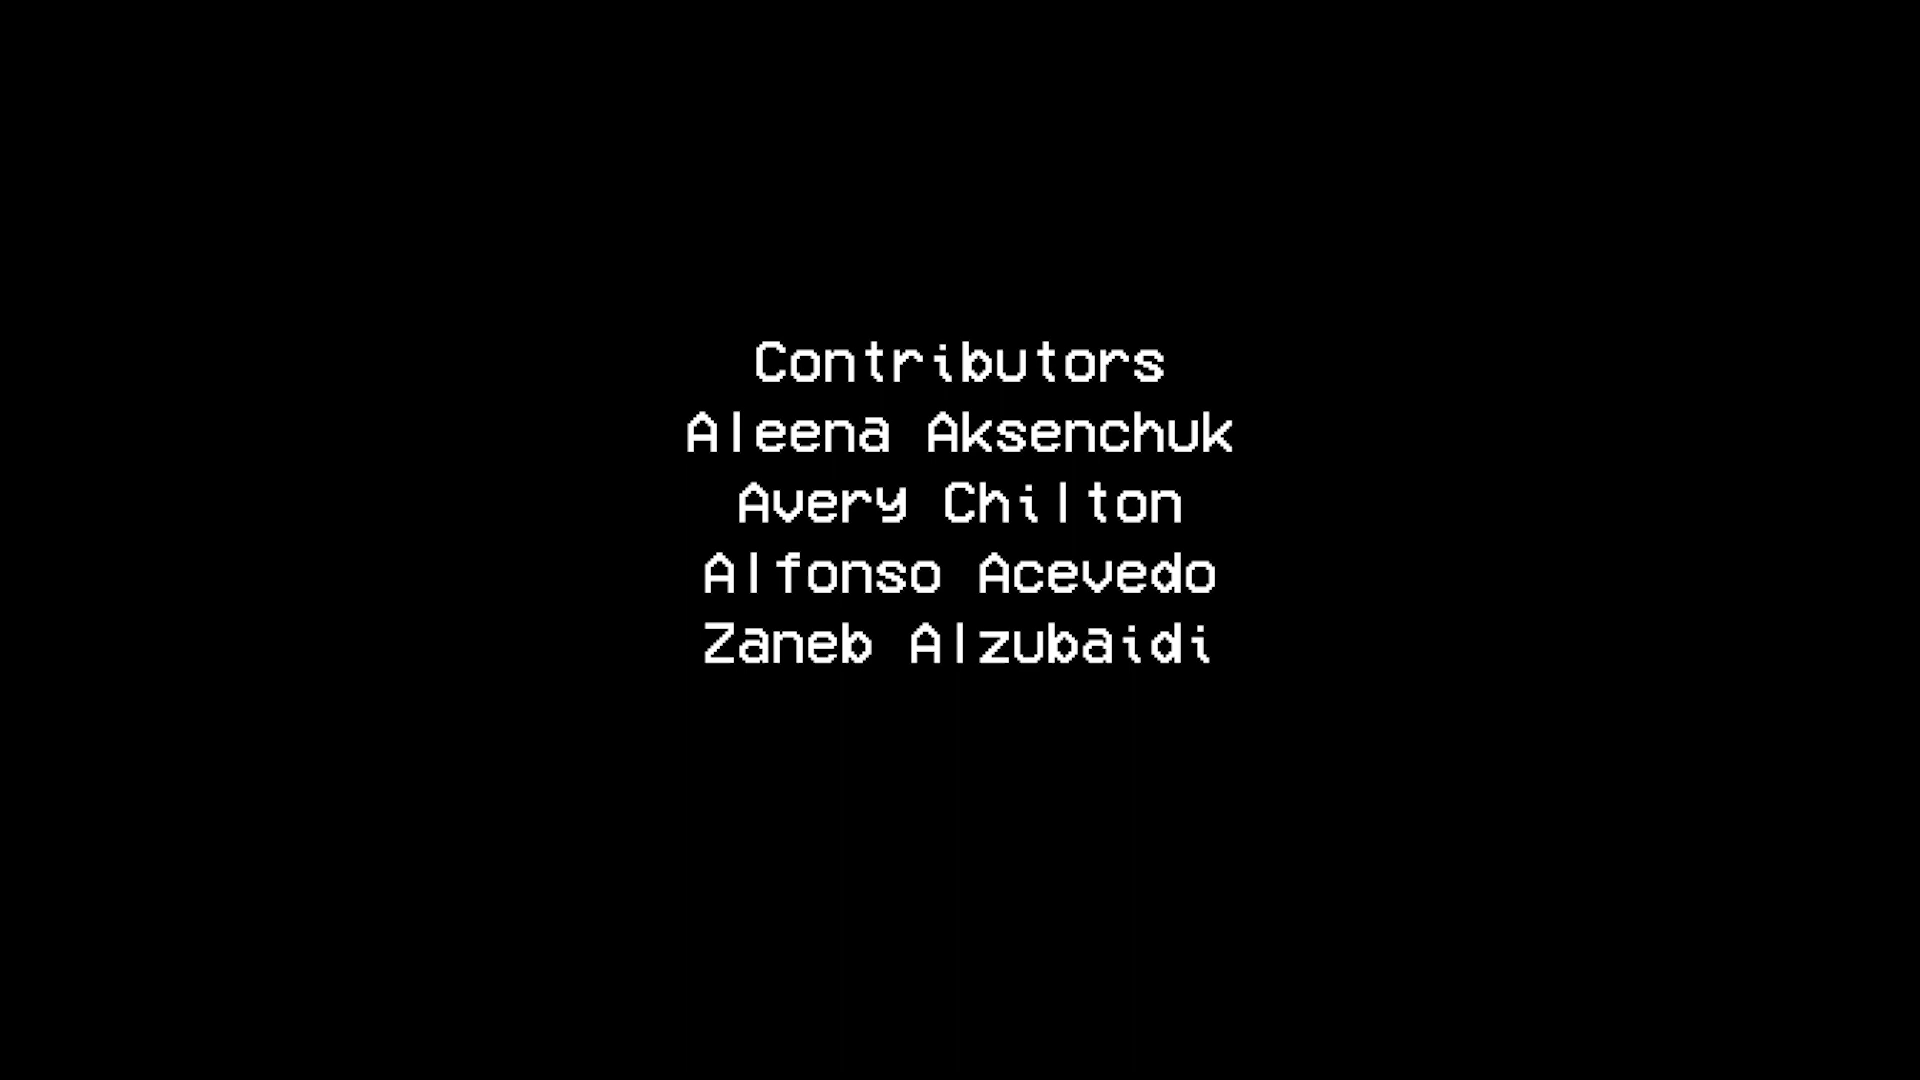 Contributors
Aleena Aksenchuk
Avery Chilton
Alfonso Acevedo
Zaneb Alzubaidi